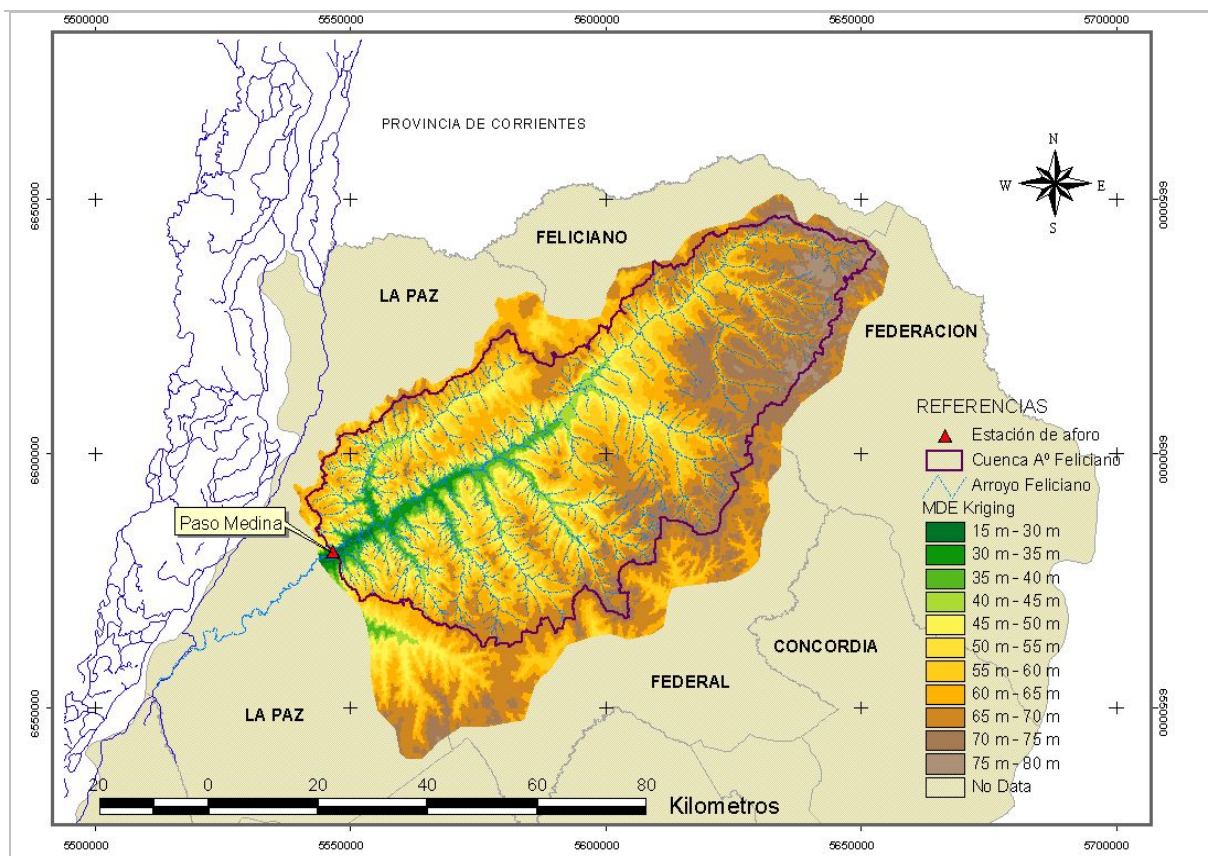 5500000 5550000 5600000 5650000 5700000
PROVINCIA DE CORRIENTES
N
W E
S
6650000
FELICIANO
LA PAZ
FEDERACION
REFERENCIAS
Estación de aforo
Cuenca Aº Feliciano
Arroyo Feliciano
MDE Kriging
15 m - 30 m
30 m - 35 m
35 m - 40 m
40 m - 45 m
45 m - 50 m
50 m - 55 m
55 m - 60 m
60 m - 65 m
65 m - 70 m
70 m - 75 m
75 m - 80 m
No Data
6600000
Paso Medina
CONCORDIA
FEDERAL
LA PAZ
6550000
20 0 20 40 60 80
Kilometros
5500000 5550000 5600000 5650000 5700000